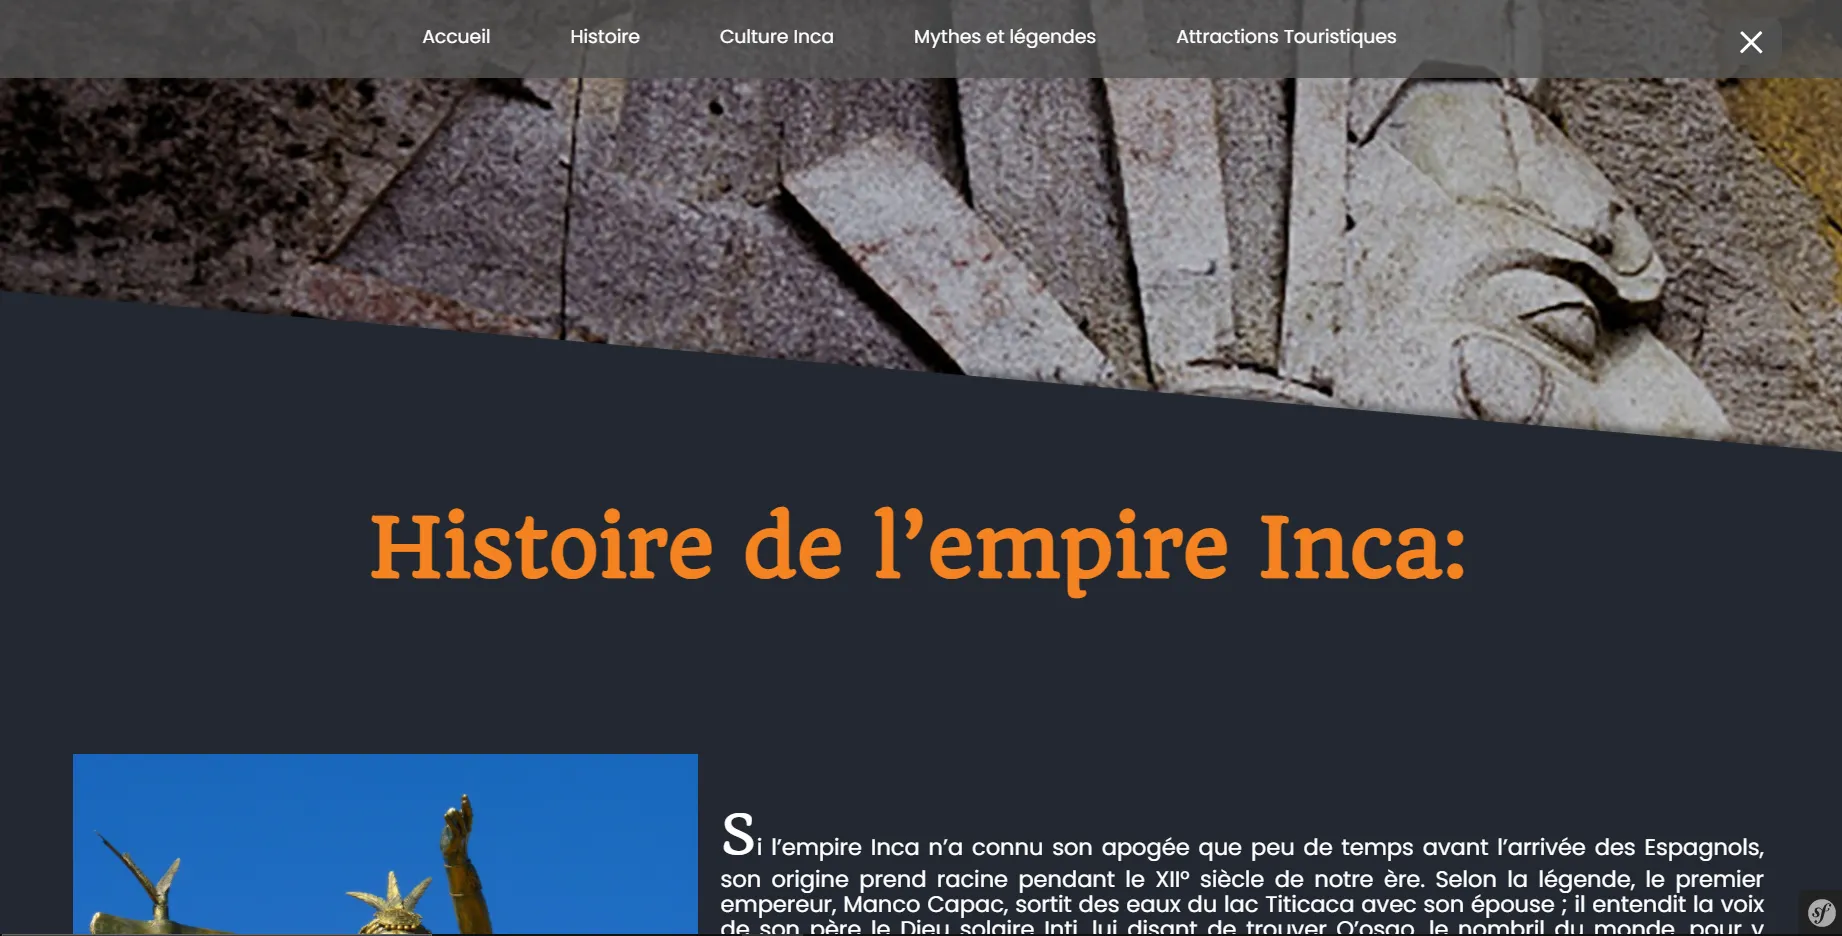 Accueil
Histoire
Culture Inca
Mythes et légendes
Attractions Touristiques
Histoire de l’empire Inca:
Si l’empire Inca n’a connu son apogée que peu de temps avant l’arrivée des Espagnols,
son origine prend racine pendant le XII° siècle de notre ère. Selon la légende, le premier
empereur, Manco Capac, sortit des eaux du lac Titicaca avec son épouse ; il entendit la voix
de son père le Dieu solaire Inti, lui disant de trouver Q’osqo, le nombril du monde, pour y
sf